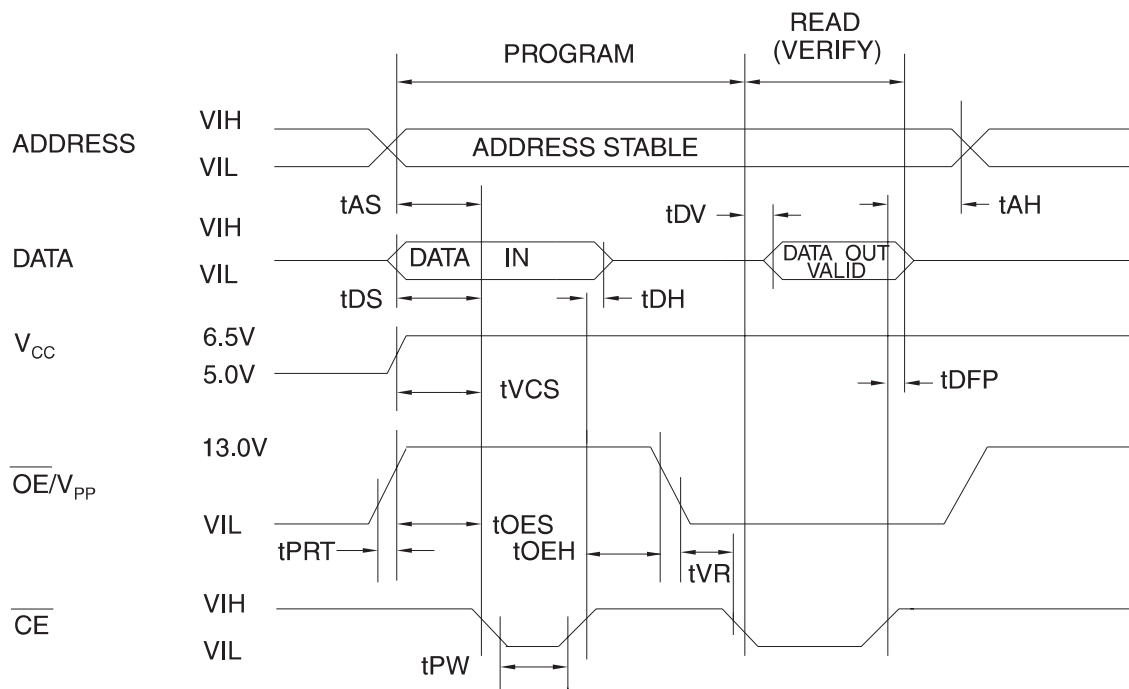 READ
(VERIFY)
PROGRAM
ADDRESS
VIH
VIL
ADDRESS STABLE
tAS
tDV
tAH
DATA
VIH
VIL
DATA IN
DATA OUT
VALID
tDS
tDH
VCC
6.5V
5.0V
tVCS
tDFP
OE/VPP
13.0V
VIL
tPRT
tOES
tOEH
tVR
CE
VIH
VIL
tPW